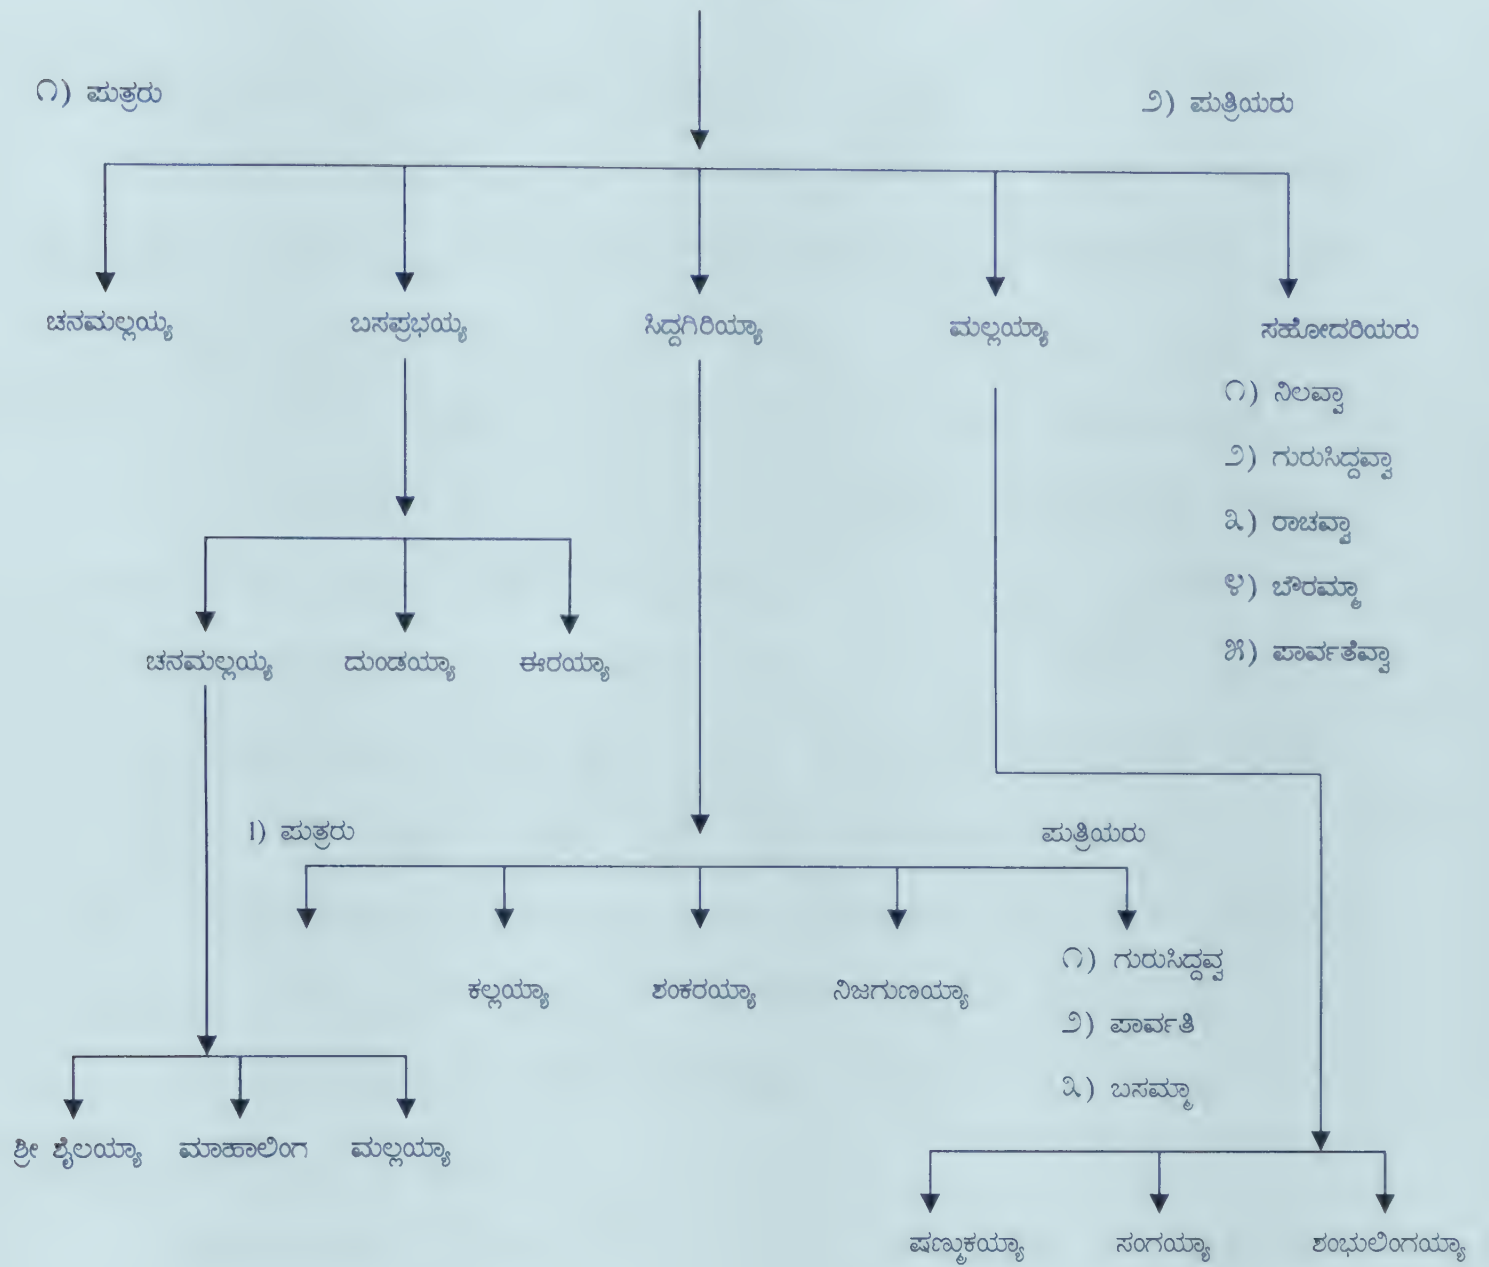 ೧) ಪುತ್ರರು
೨) ಪುತ್ರಿಯರು
ಚನಮಲ್ಲಯ್ಯ ಬಸಪ್ರಭಯ್ಯ ಸಿದ್ದಗಿರಿಯ್ಯಾ ಮಲ್ಲಯ್ಯಾ ಸಹೋದರಿಯರು
೧) ನಿಲವ್ವಾ
೨) ಗುರುಸಿದ್ದವ್ವಾ
೩) ರಾಚವ್ವಾ
೪) ಬೌರಮ್ಮಾ
೫) ಪಾರ್ವತೆವ್ವಾ
ಚನಮಲ್ಲಯ್ಯ ದುಂಡಯ್ಯಾ ಈರಯ್ಯಾ
1) ಪುತ್ರರು ಪುತ್ರಿಯರು
ಕಲ್ಲಯ್ಯಾ ಶಂಕರಯ್ಯಾ ನಿಜಗುಣಯ್ಯಾ
೧) ಗುರುಸಿದ್ದವ್ವ
೨) ಪಾರ್ವತಿ
೩) ಬಸಮ್ಮಾ
ಶ್ರೀ ಶೈಲಯ್ಯಾ ಮಾಹಾಲಿಂಗ ಮಲ್ಲಯ್ಯಾ
ಷಣ್ಮುಕಯ್ಯಾ ಸಂಗಯ್ಯಾ ಶಂಭುಲಿಂಗಯ್ಯಾ